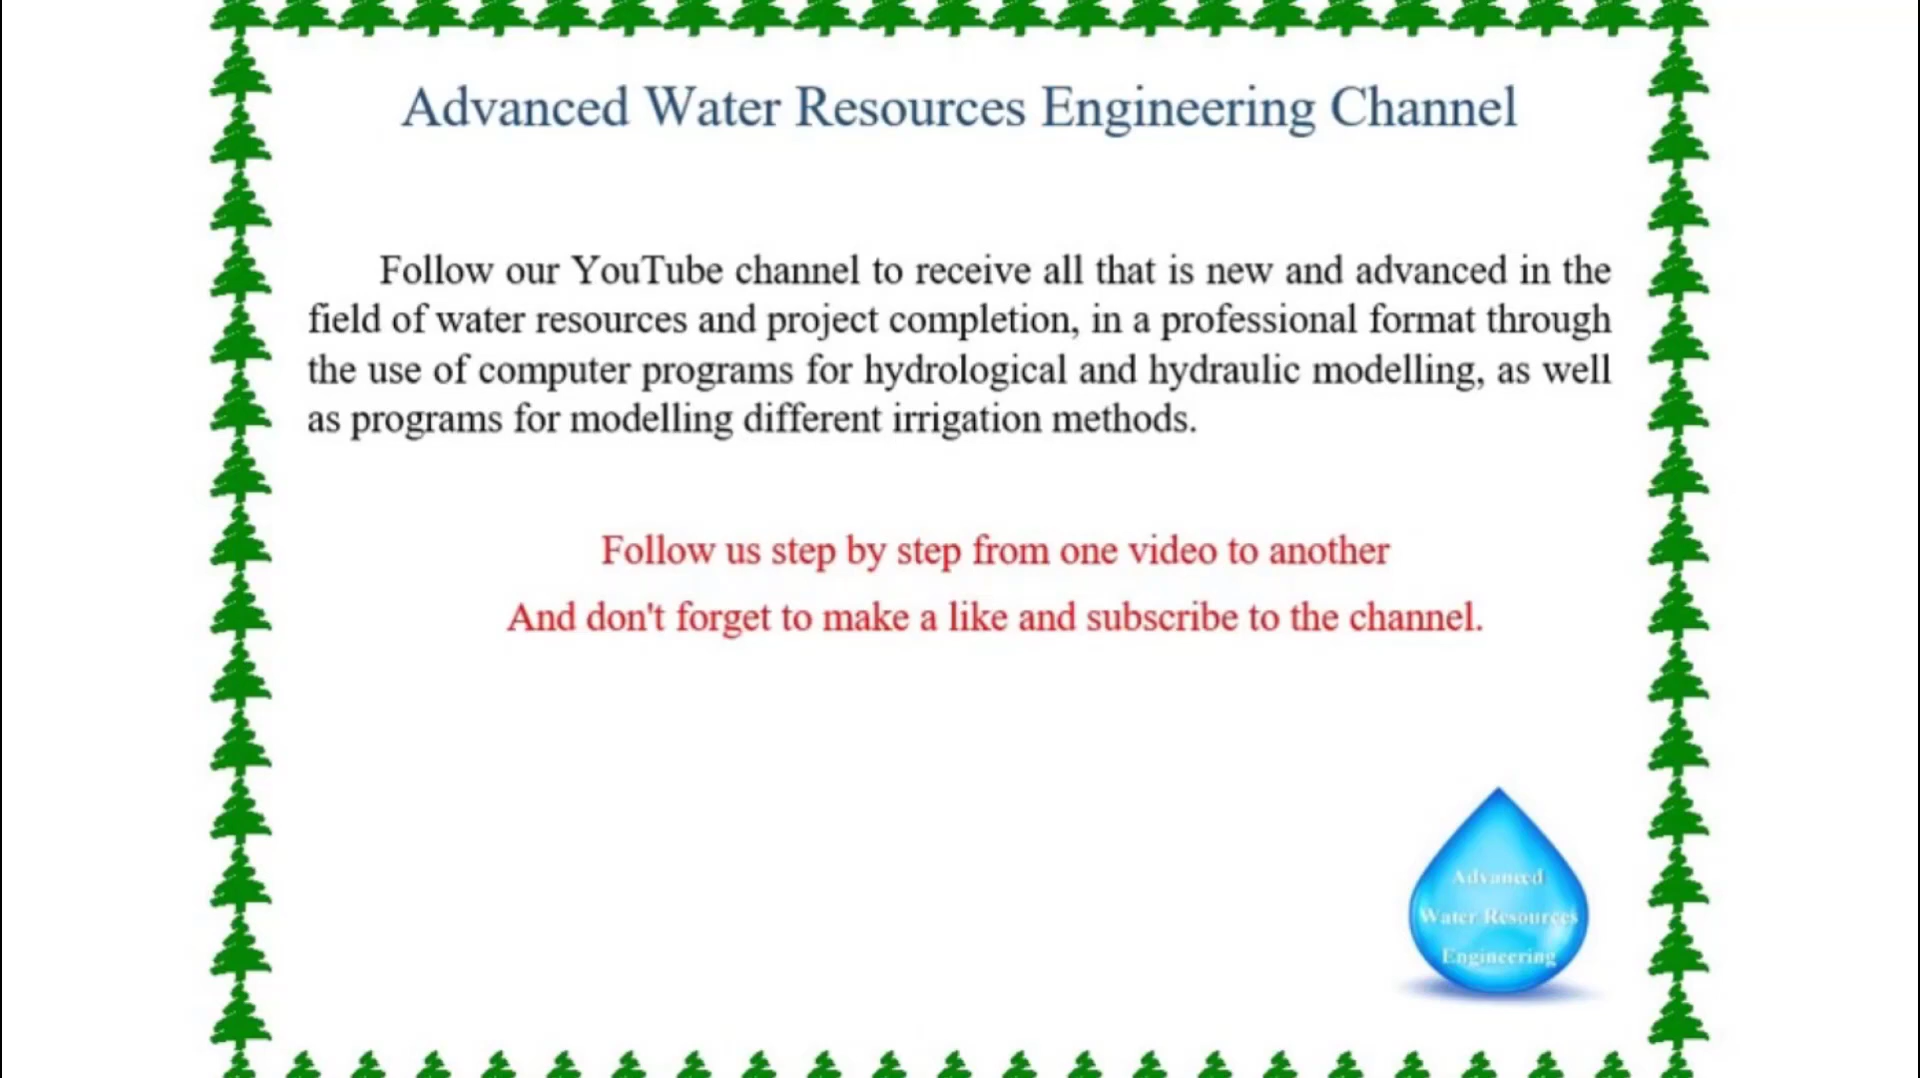 Advanced Water Resources Engineering Channel
Follow our YouTube channel to receive all that is new and advanced in the
field of water resources and project completion, in a professional format through
the use of computer programs for hydrological and hydraulic modelling, as well
as programs for modelling different irrigation methods.
Follow us step by step from one video to another
And don't forget to make a like and subscribe to the channel.
Advanced
Water Resources
Engineering